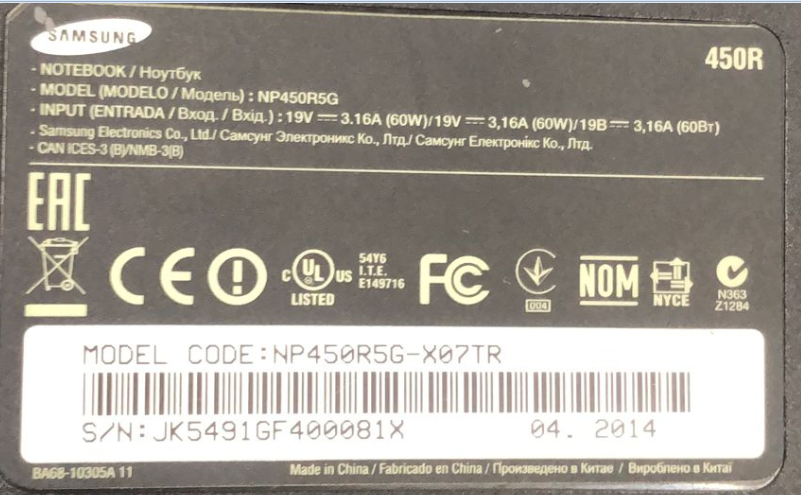 SAMSUNG
450R
- NOTEBOOK / Ноутбук
- MODEL (MODELO / Модель) : NP450R5G
- INPUT (ENTRADA / Вход. / Вхід.) : 19V ⎓ 3.16A (60W)/19V ⎓ 3,16A (60W)/19В ⎓ 3,16A (60Вт)
- Samsung Electronics Co., Ltd./ Самсунг Электроникс Ко., Лтд./ Самсунг Електронікс Ко., Лтд.
- CAN ICES-3 (B)/NMB-3(B)
EAC
CE
C UL US
LISTED
54Y6
I.T.E.
E149716
FC
004
NOM
NYCE
N363
Z1284
MODEL CODE:NP450R5G-X07TR
S/N:JK5491GF400081X 04. 2014
BA68-10305A 11
Made in China / Fabricado en China / Произведено в Китае / Вироблено в Китаї